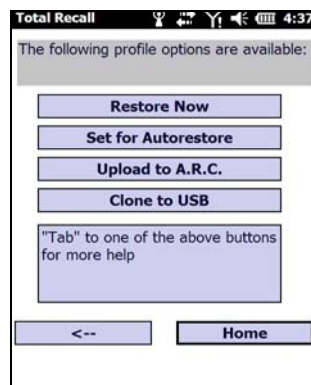 Total Recall 4:37
The following profile options are available:
Restore Now
Set for Autorestore
Upload to A.R.C.
Clone to USB
"Tab" to one of the above buttons
for more help
<--
Home